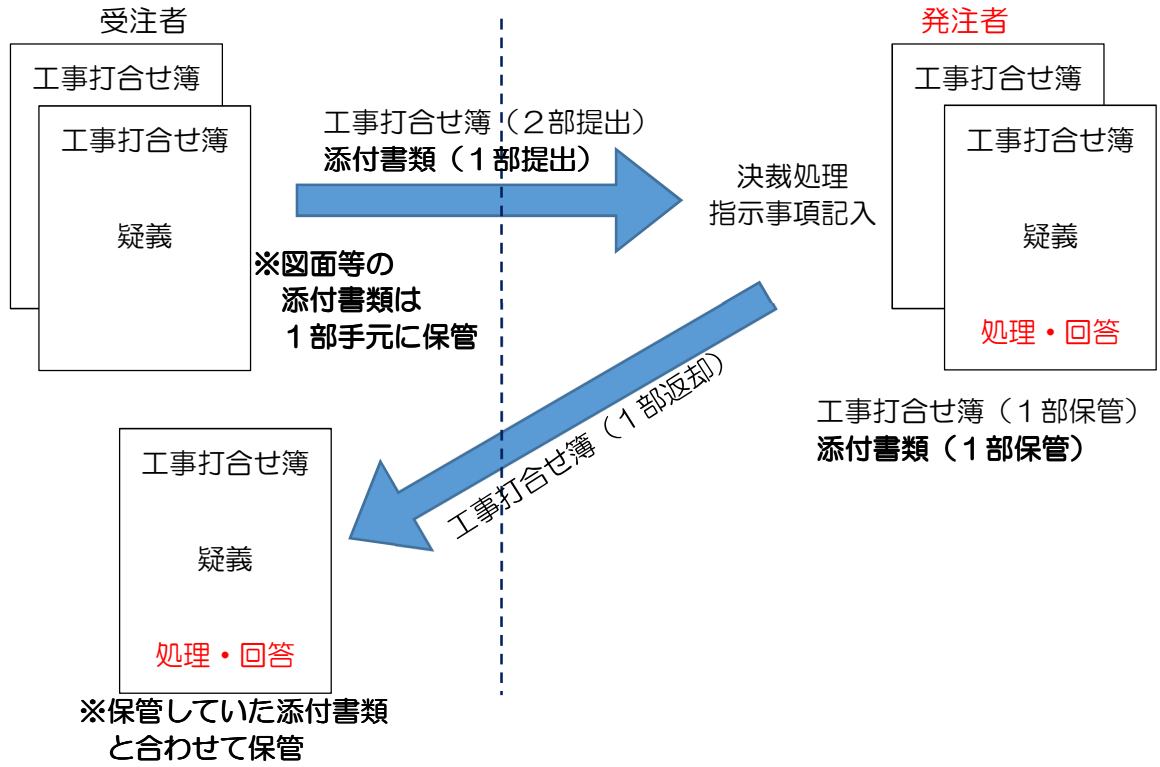 受注者
工事打合せ簿
工事打合せ簿
疑義
工事打合せ簿（２部提出）
添付書類（１部提出）
※図面等の
添付書類は
１部手元に保管
発注者
決裁処理
指示事項記入
工事打合せ簿
工事打合せ簿
疑義
処理・回答
工事打合せ簿（１部保管）
添付書類（１部保管）
工事打合せ簿（１部返却）
工事打合せ簿
疑義
処理・回答
※保管していた添付書類
と合わせて保管